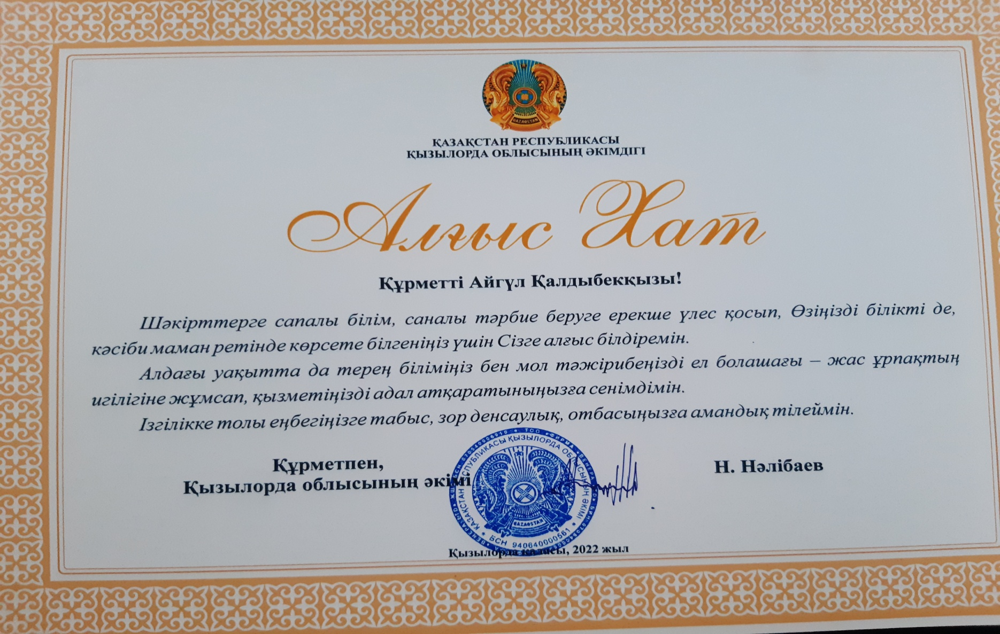 QAZAQSTAN
ҚАЗАҚСТАН РЕСПУБЛИКАСЫ
ҚЫЗЫЛОРДА ОБЛЫСЫНЫҢ ӘКІМДІГІ
Алғыс Хат
Құрметті Айгүл Қалдыбекқызы!
Шәкірттерге сапалы білім, саналы тәрбие беруге ерекше үлес қосып, Өзіңізді білікті де,
кәсіби маман ретінде көрсете білгеніңіз үшін Сізге алғыс білдіремін.
Алдағы уақытта да терең біліміңіз бен мол тәжірибеңізді ел болашағы – жас ұрпақтың
игілігіне жұмсап, қызметіңізді адал атқаратыныңызға сенімдімін.
Ізгілікке толы еңбегіңізге табыс, зор денсаулық, отбасыңызға амандық тілеймін.
Құрметпен,
Қызылорда облысының әкімі
Н. Нәлібаев
ҚАЗАҚСТАН РЕСПУБЛИКАСЫ ҚЫЗЫЛОРДА ОБЛЫСЫНЫҢ ӘКІМІ
БСН 940640000561
QAZAQSTAN
Қызылорда қаласы, 2022 жыл